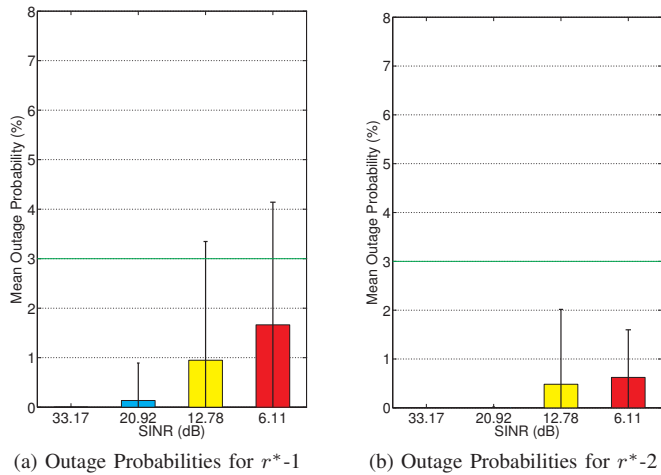 8
7
6
5
4
3
2
1
0
Mean Outage Probability (%)
33.17 20.92 12.78 6.11
SINR (dB)
(a) Outage Probabilities for r*-1
8
7
6
5
4
3
2
1
0
Mean Outage Probability (%)
33.17 20.92 12.78 6.11
SINR (dB)
(b) Outage Probabilities for r*-2